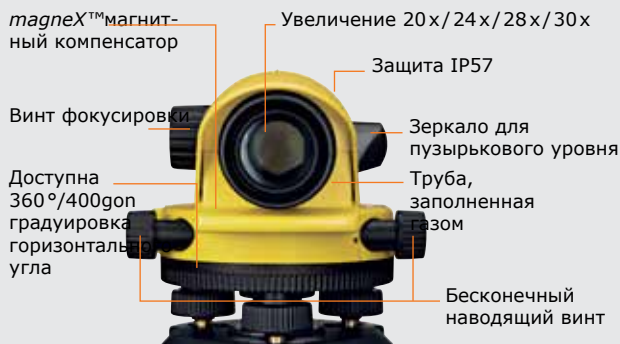 magneX™магнит-
ный компенсатор
Увеличение 20x/24x/28x/30x
Защита IP57
Винт фокусировки
Зеркало для
пузырькового уровня
Доступна
360°/400gon
градуировка
горизонтально
угла
Труба,
заполненная
газом
Бесконечный
наводящий винт